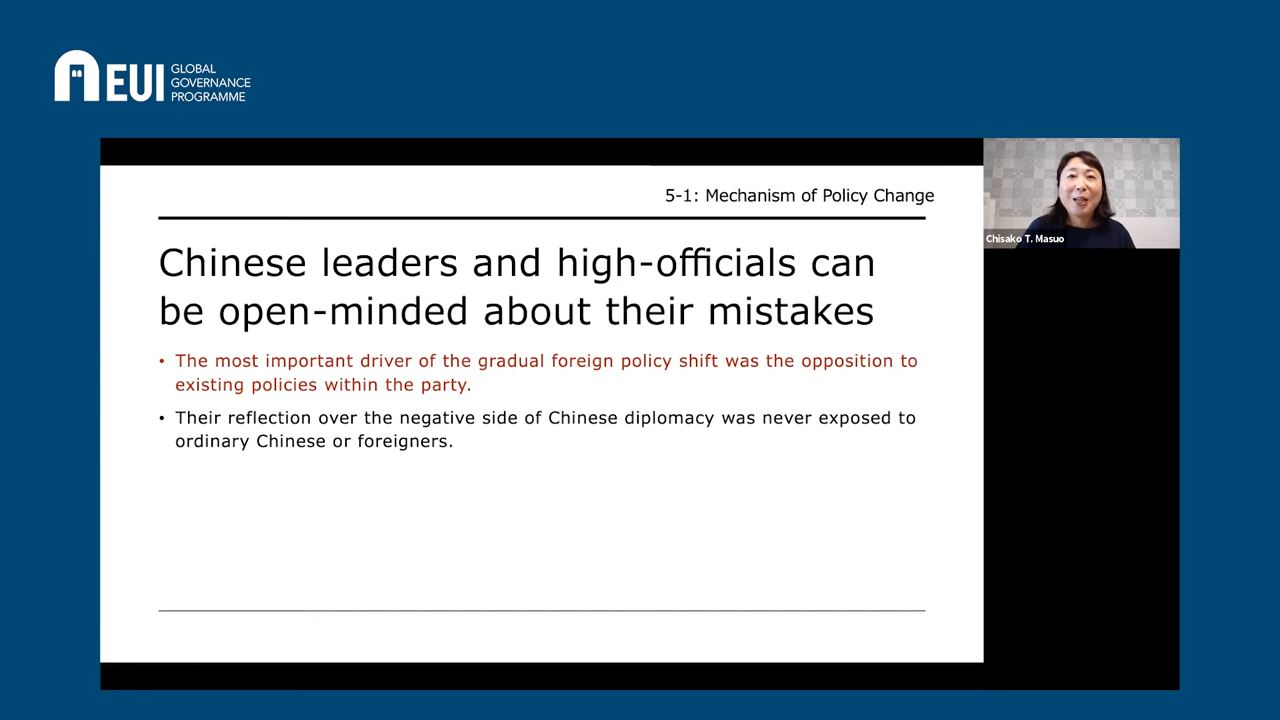 EUI
GLOBAL
GOVERNANCE
PROGRAMME
5-1: Mechanism of Policy Change
Chinese leaders and high-officials can
be open-minded about their mistakes
• The most important driver of the gradual foreign policy shift was the opposition to
existing policies within the party.
• Their reflection over the negative side of Chinese diplomacy was never exposed to
ordinary Chinese or foreigners.
Chisako T. Masuo